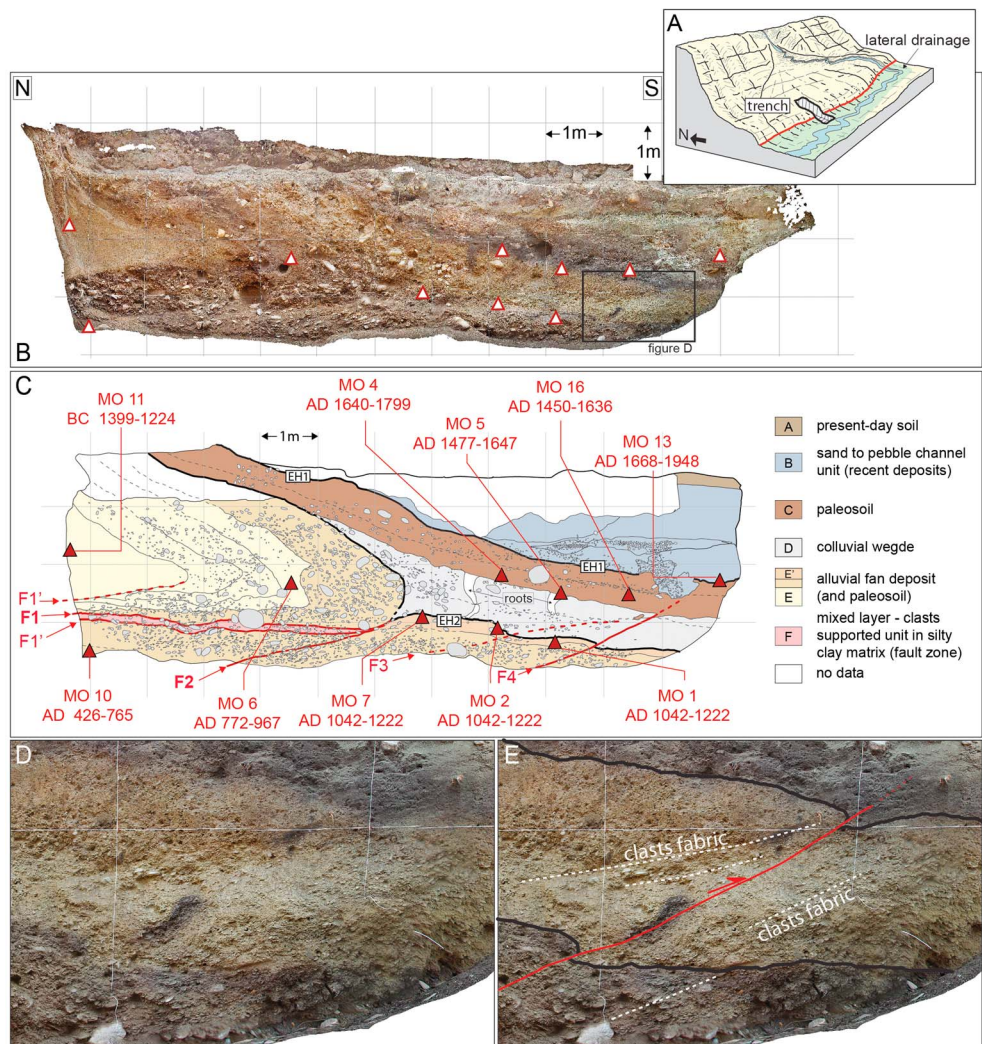 A
lateral drainage
trench
N
N
S
1m
1m
B
figure D
C
MO 11
BC 1399-1224
MO 4
AD 1640-1799
MO 16
AD 1450-1636
MO 5
AD 1477-1647
MO 13
AD 1668-1948
1m
EH1
EH1
roots
EH2
F1'
F1
F1'
F2
F3
F4
MO 10
AD 426-765
MO 6
AD 772-967
MO 7
AD 1042-1222
MO 2
AD 1042-1222
MO 1
AD 1042-1222
A present-day soil
B sand to pebble channel
unit (recent deposits)
C paleosoil
D colluvial wegde
E' alluvial fan deposit
E (and paleosoil)
F mixed layer - clasts
supported unit in silty
clay matrix (fault zone)
no data
D
E
clasts fabric
clasts fabric